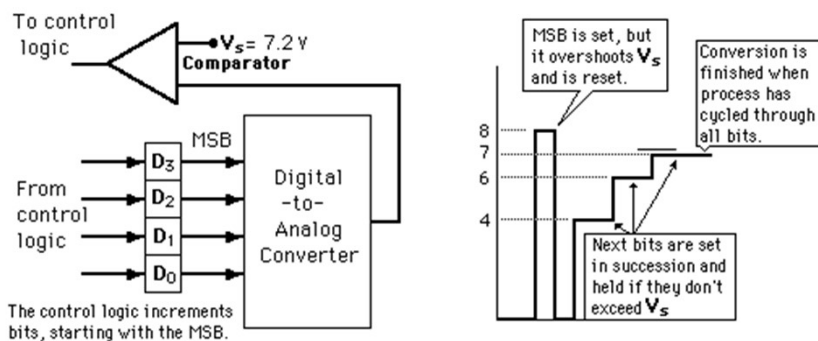 To control
logic
Vs = 7.2 V
Comparator
MSB
D3
D2
D1
D0
From
control
logic
Digital
-to-
Analog
Converter
The control logic increments
bits, starting with the MSB.
MSB is set, but
it overshoots Vs
and is reset.
Conversion is
finished when
process has
cycled through
all bits.
8
7
6
4
Next bits are set
in succession and
held if they don't
exceed Vs